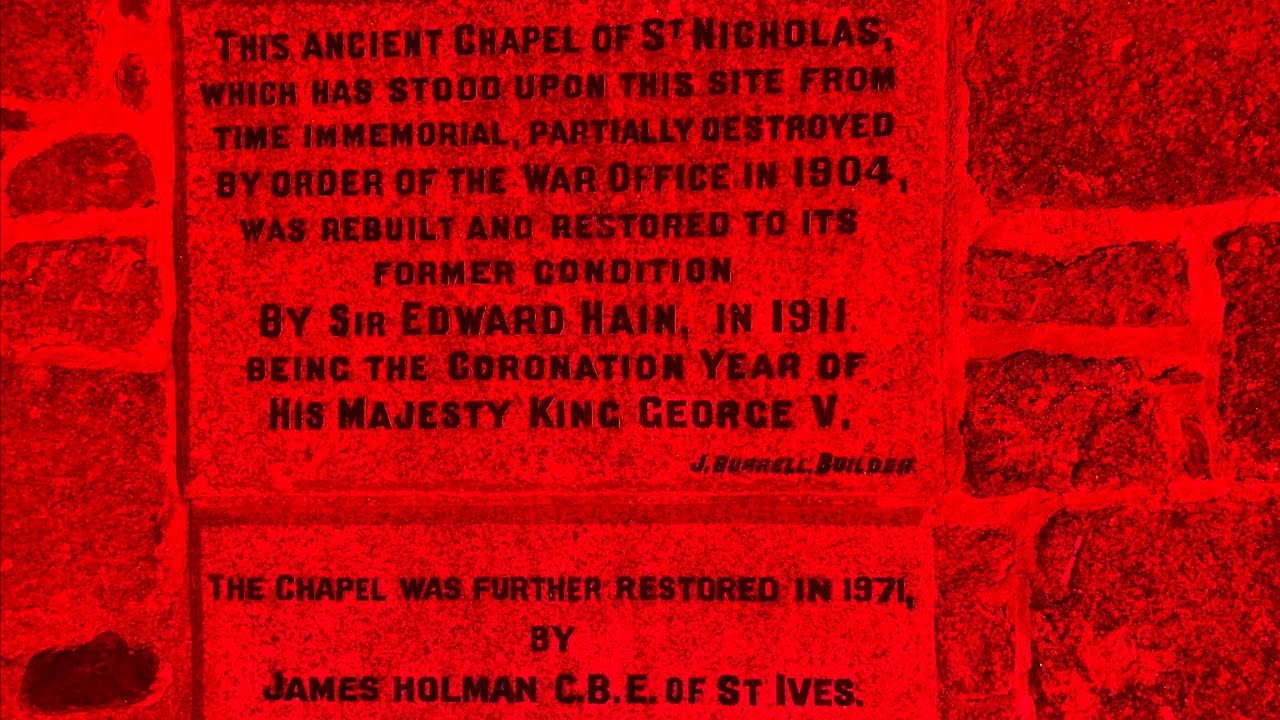 THIS ANCIENT CHAPEL OF ST NICHOLAS,
WHICH HAS STOOD UPON THIS SITE FROM
TIME IMMEMORIAL, PARTIALLY DESTROYED
BY ORDER OF THE WAR OFFICE IN 1904,
WAS REBUILT AND RESTORED TO ITS
FORMER CONDITION
BY SIR EDWARD HAIN, IN 1911.
BEING THE CORONATION YEAR OF
HIS MAJESTY KING GEORGE V.
J. BURRELL. BUILDER.
THE CHAPEL WAS FURTHER RESTORED IN 1971,
BY
JAMES HOLMAN C.B.E. OF ST IVES.